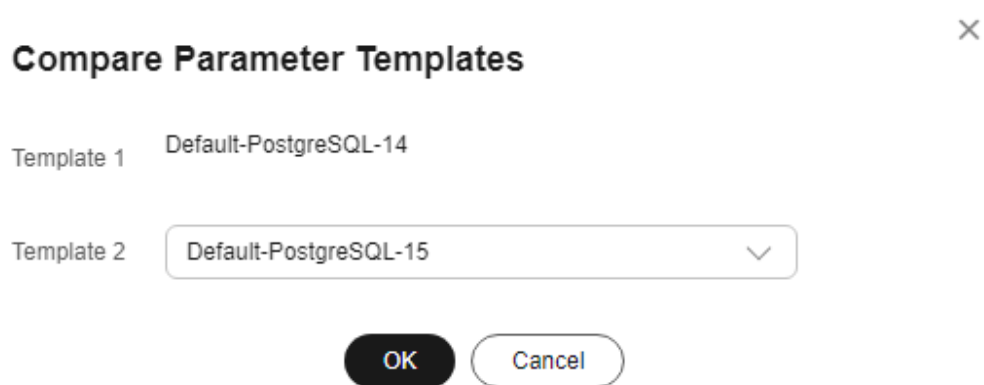 Compare Parameter Templates
Template 1 Default-PostgreSQL-14
Template 2 Default-PostgreSQL-15
OK Cancel